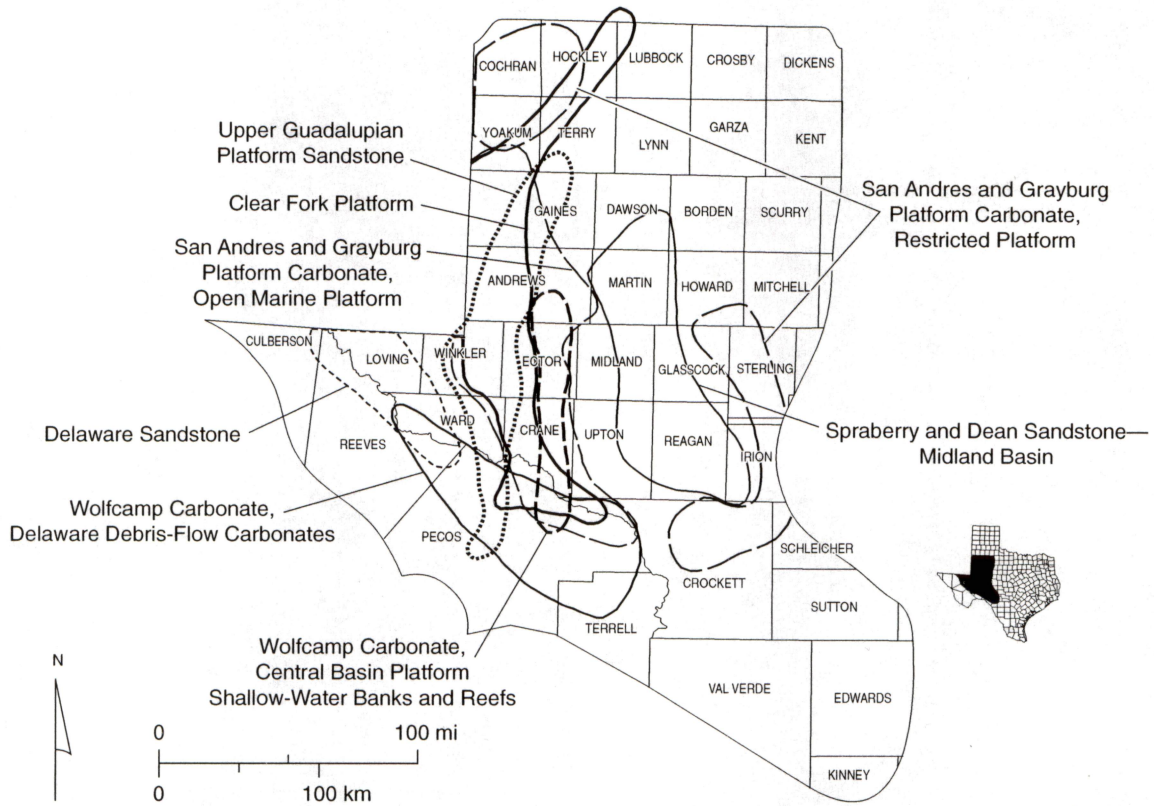 COCHRAN
HOCKLEY
LUBBOCK
CROSBY
DICKENS
YOAKUM
TERRY
LYNN
GARZA
KENT
Upper Guadalupian
Platform Sandstone
Clear Fork Platform
San Andres and Grayburg
Platform Carbonate,
Open Marine Platform
San Andres and Grayburg
Platform Carbonate,
Restricted Platform
GAINES
DAWSON
BORDEN
SCURRY
ANDREWS
MARTIN
HOWARD
MITCHELL
CULBERSON
LOVING
WINKLER
ECTOR
MIDLAND
GLASSCOCK
STERLING
REEVES
WARD
CRANE
UPTON
REAGAN
IRION
Delaware Sandstone
Spraberry and Dean Sandstone—
Midland Basin
Wolfcamp Carbonate,
Delaware Debris-Flow Carbonates
PECOS
CROCKETT
SCHLEICHER
SUTTON
TERRELL
Wolfcamp Carbonate,
Central Basin Platform
Shallow-Water Banks and Reefs
VAL VERDE
EDWARDS
KINNEY
N
0 100 mi
0 100 km